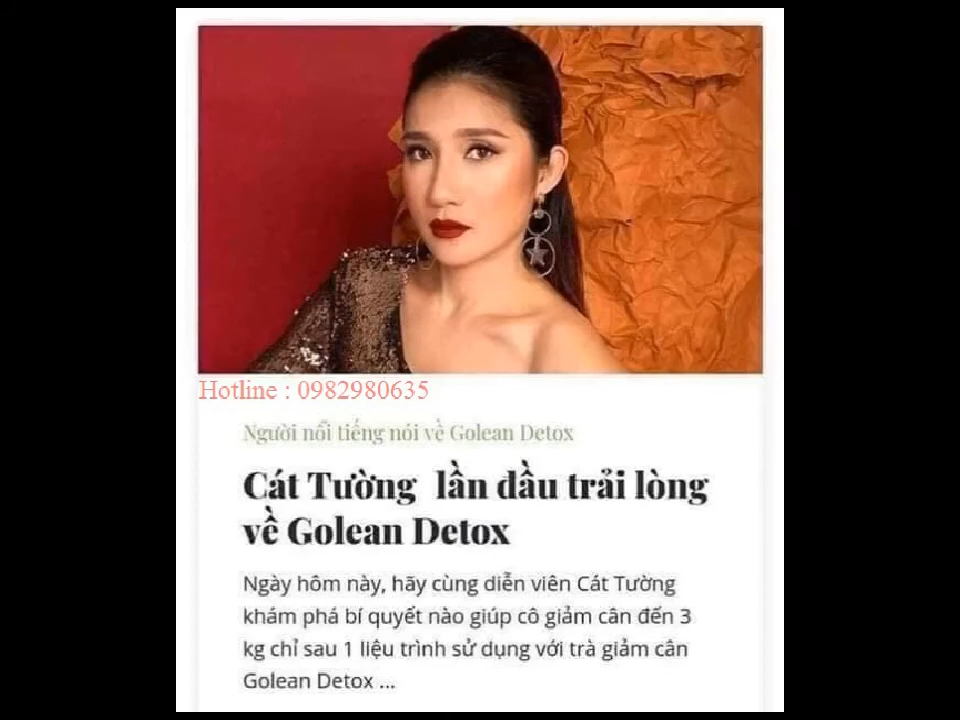 Hotline : 0982980635
Người nổi tiếng nói về Golean Detox
Cát Tường lần đầu trải lòng
về Golean Detox
Ngày hôm này, hãy cùng diễn viên Cát Tường
khám phá bí quyết nào giúp cô giảm cân đến 3
kg chỉ sau 1 liệu trình sử dụng với trà giảm cân
Golean Detox ...